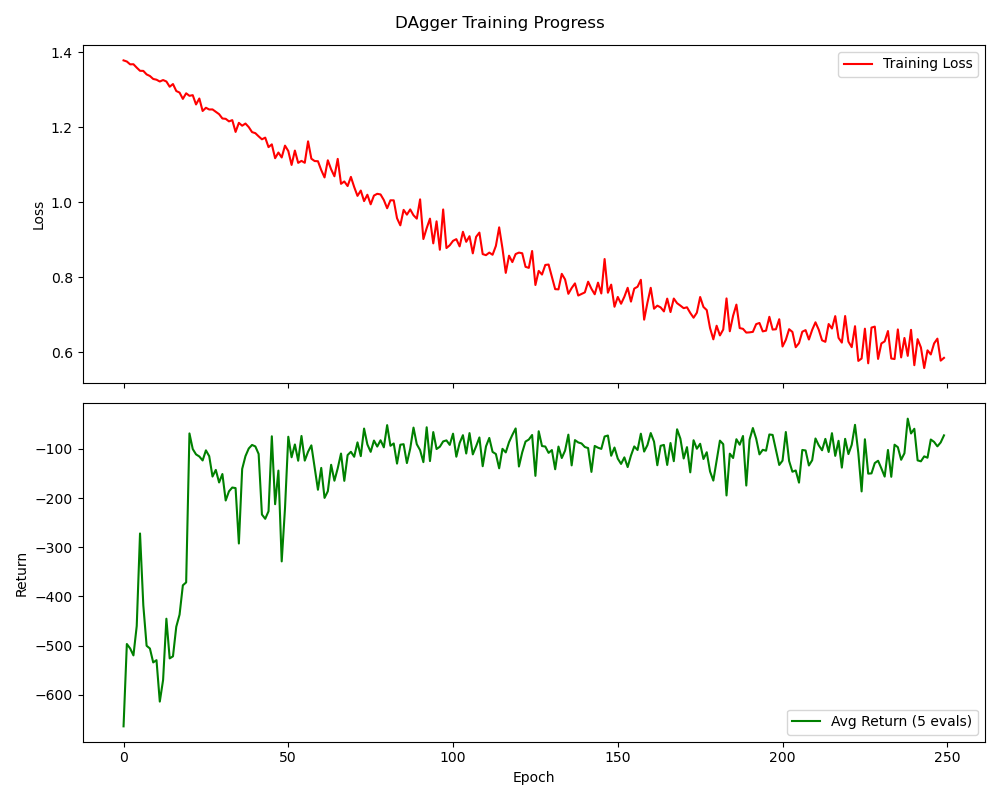 DAgger Training Progress
1.4
1.2
1.0
0.8
0.6
Loss
Training Loss
−100
−200
−300
−400
−500
−600
Return
Avg Return (5 evals)
0 50 100 150 200 250
Epoch